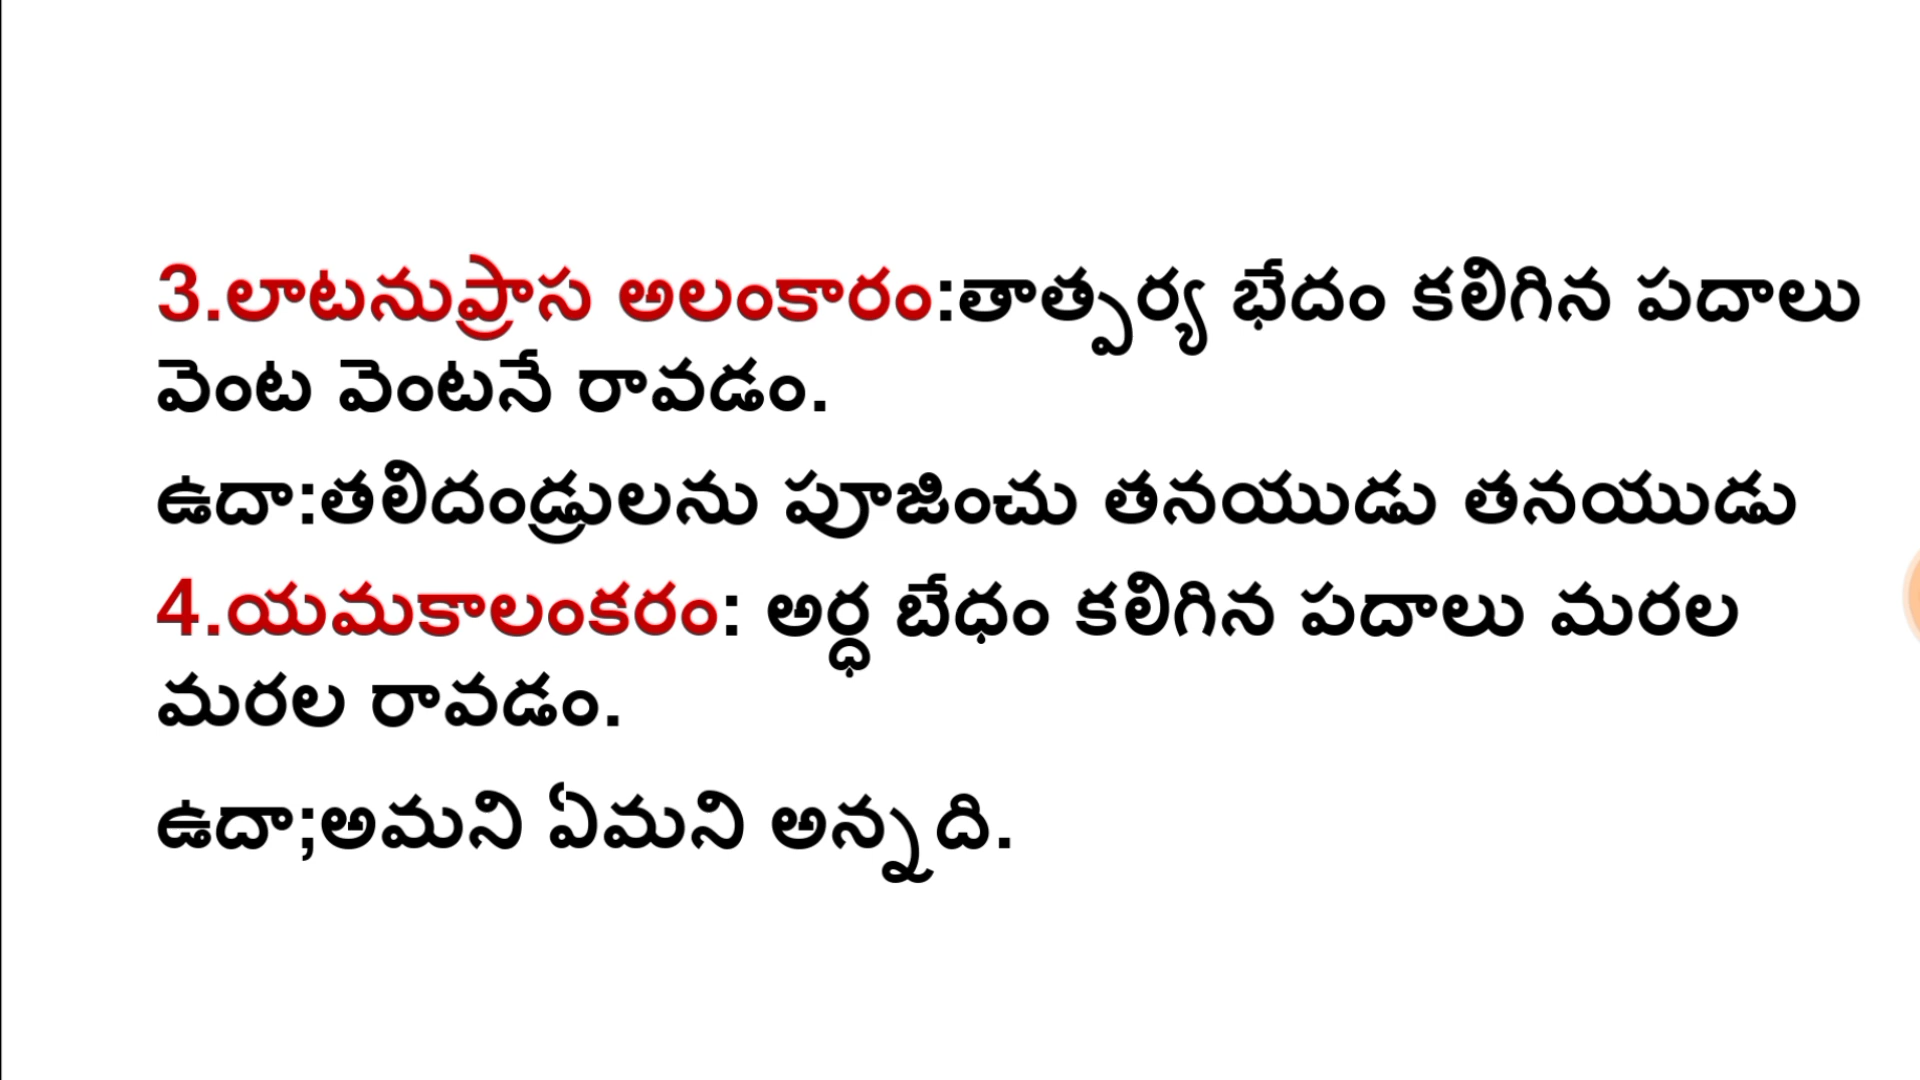 3.లాటనుప్రాస అలంకారం:తాత్పర్య భేదం కలిగిన పదాలు
వెంట వెంటనే రావడం.
ఉదా:తలిదండ్రులను పూజించు తనయుడు తనయుడు
4.యమకాలంకరం: అర్ధ బేధం కలిగిన పదాలు మరల
మరల రావడం.
ఉదా;అమని ఏమని అన్నది.